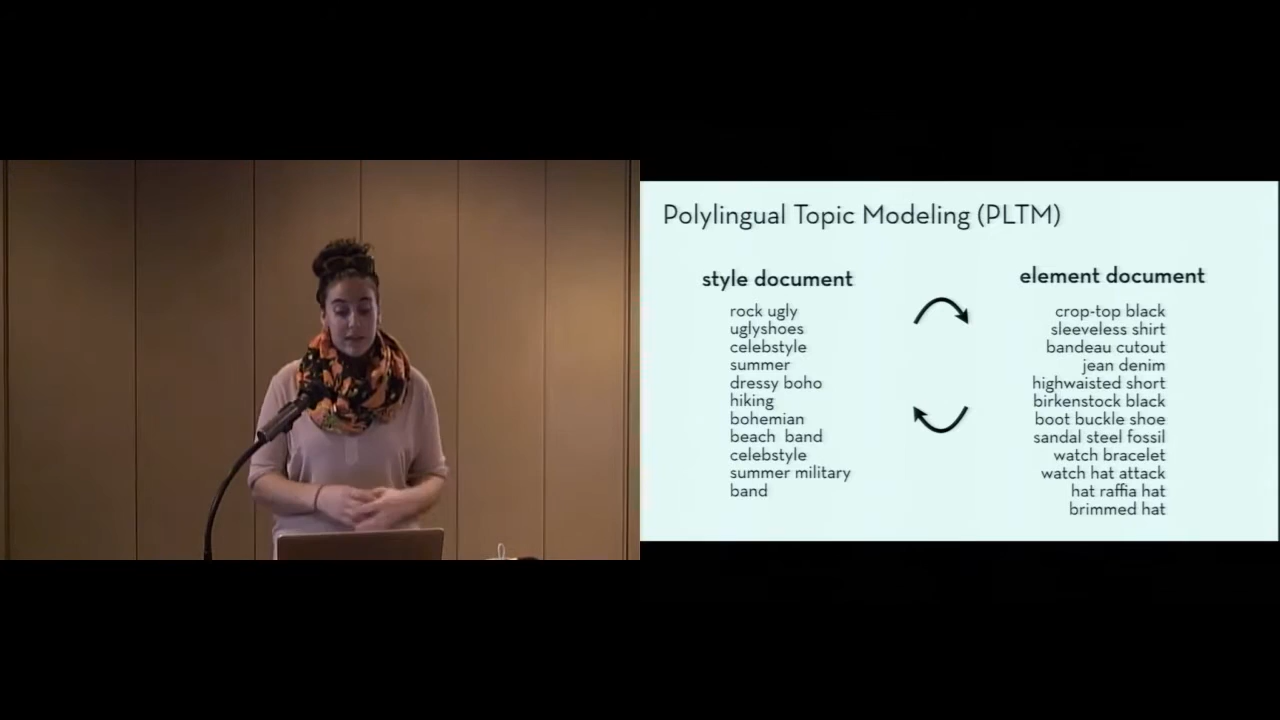 Polylingual Topic Modeling (PLTM)
style document
rock ugly
uglyshoes
celebstyle
summer
dressy boho
hiking
bohemian
beach band
celebstyle
summer military
band
element document
crop-top black
sleeveless shirt
bandeau cutout
jean denim
highwaisted short
birkenstock black
boot buckle shoe
sandal steel fossil
watch bracelet
watch hat attack
hat raffia hat
brimmed hat